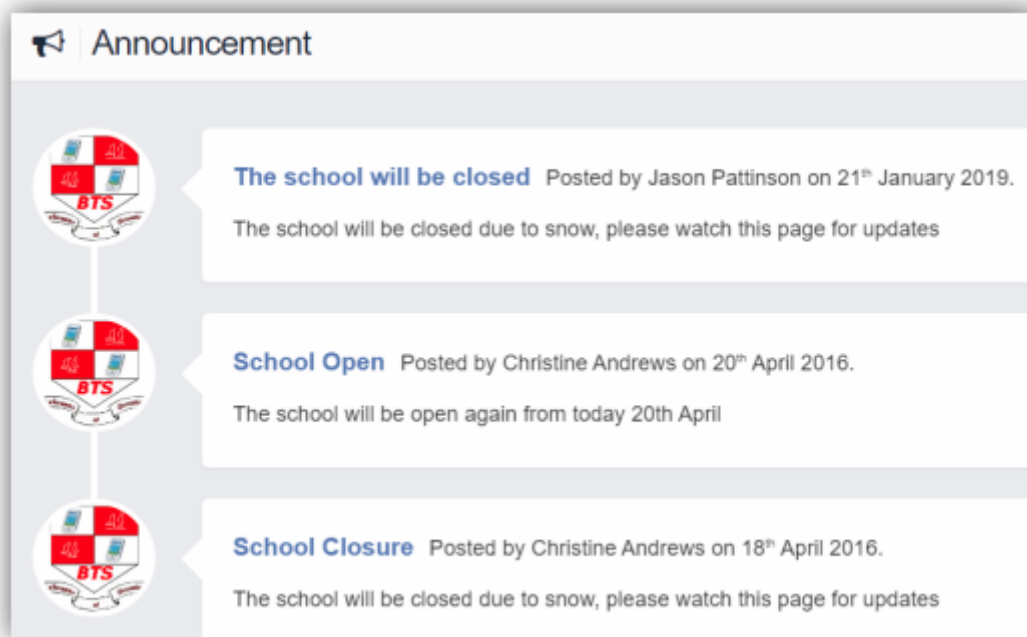 Announcement
BTS
The school will be closed Posted by Jason Pattinson on 21th January 2019.
The school will be closed due to snow, please watch this page for updates
BTS
School Open Posted by Christine Andrews on 20th April 2016.
The school will be open again from today 20th April
BTS
School Closure Posted by Christine Andrews on 18th April 2016.
The school will be closed due to snow, please watch this page for updates